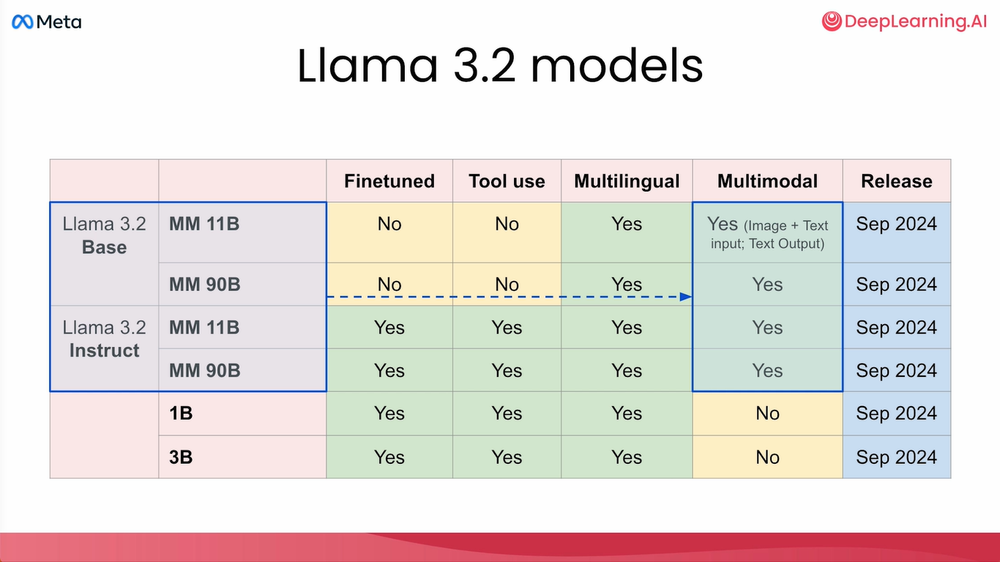 Meta
DeepLearning.AI
Llama 3.2 models
Finetuned Tool use Multilingual Multimodal Release
Llama 3.2 MM 11B No No Yes Yes (Image + Text Sep 2024
Base input; Text Output)
MM 90B No No Yes Yes Sep 2024
Llama 3.2 MM 11B Yes Yes Yes Yes Sep 2024
Instruct
MM 90B Yes Yes Yes Yes Sep 2024
1B Yes Yes Yes No Sep 2024
3B Yes Yes Yes No Sep 2024